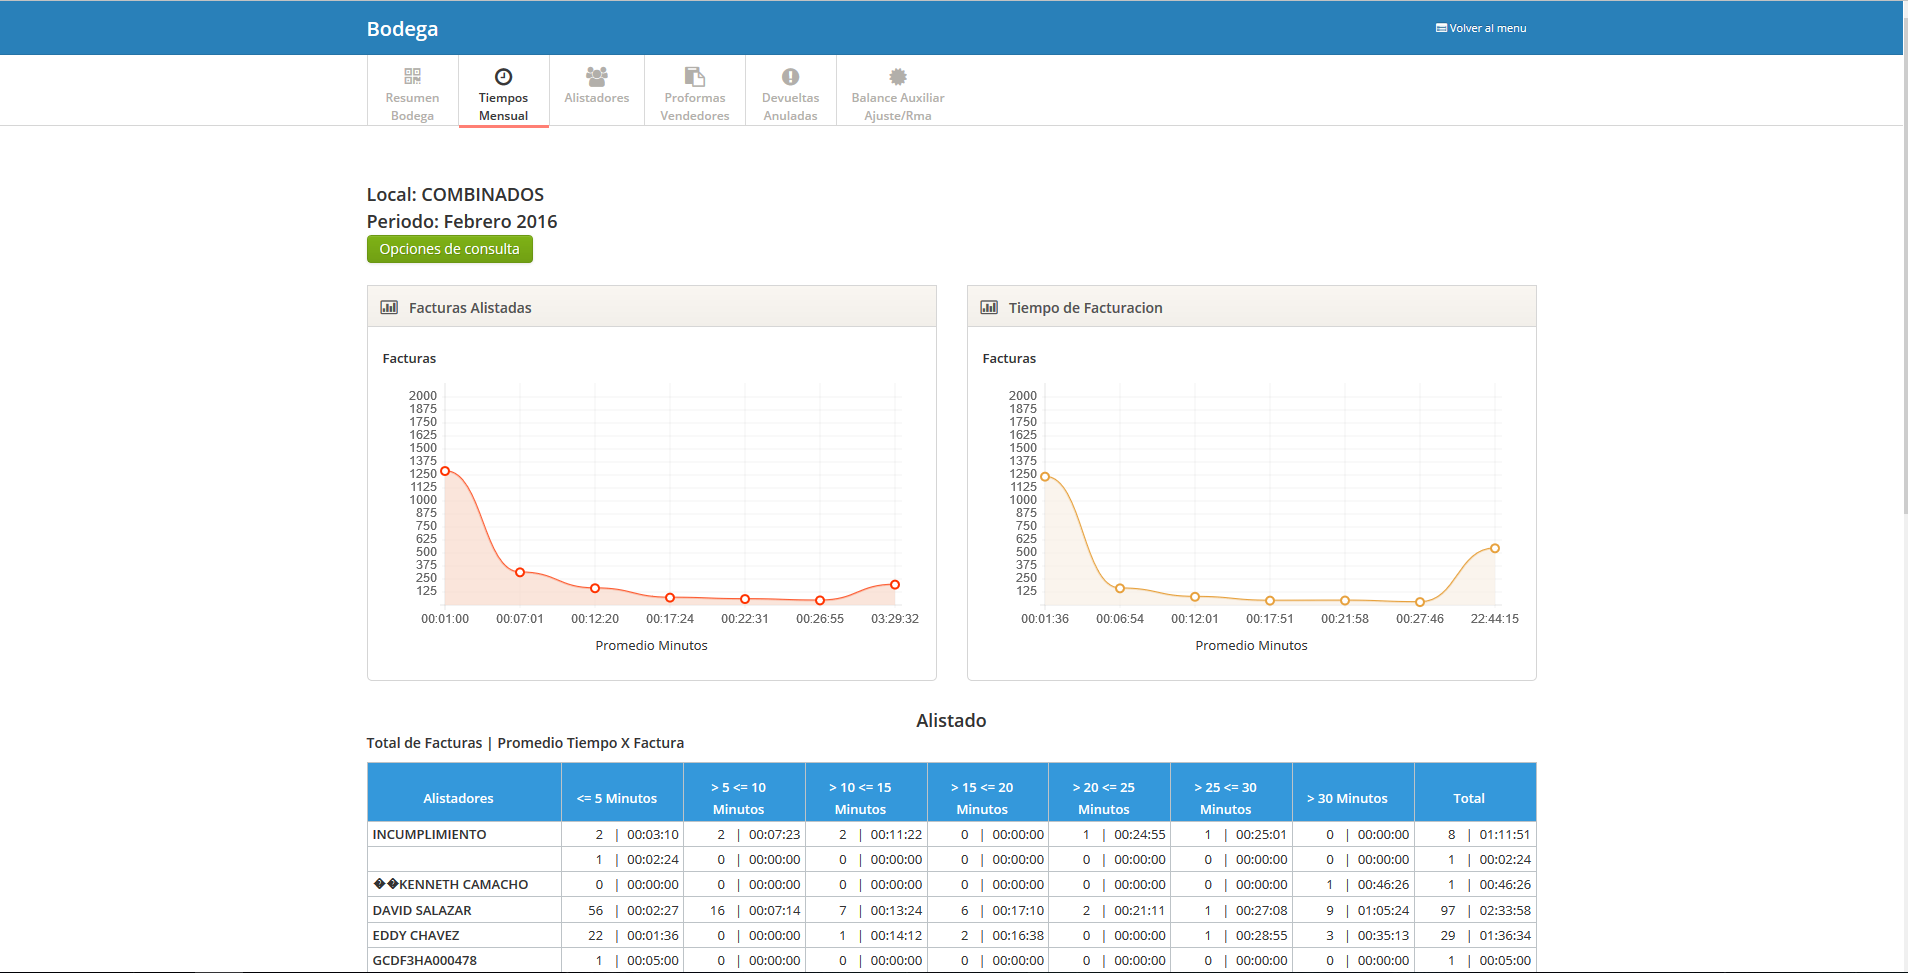 Bodega
Volver al menu
Resumen
Bodega
Tiempos
Mensual
Alistadores
Proformas
Vendedores
Devueltas
Anuladas
Balance Auxiliar
Ajuste/Rma
Local: COMBINADOS
Periodo: Febrero 2016
Opciones de consulta
Facturas Alistadas
Facturas
2000
1875
1750
1625
1500
1375
1250
1125
1000
875
750
625
500
375
250
125
00:01:00 00:07:01 00:12:20 00:17:24 00:22:31 00:26:55 03:29:32
Promedio Minutos
Tiempo de Facturacion
Facturas
2000
1875
1750
1625
1500
1375
1250
1125
1000
875
750
625
500
375
250
125
00:01:36 00:06:54 00:12:01 00:17:51 00:21:58 00:27:46 22:44:15
Promedio Minutos
Alistado
Total de Facturas | Promedio Tiempo X Factura
Alistadores
<= 5 Minutos
> 5 <= 10
Minutos
> 10 <= 15
Minutos
> 15 <= 20
Minutos
> 20 <= 25
Minutos
> 25 <= 30
Minutos
> 30 Minutos
Total
INCUMPLIMIENTO 2 | 00:03:10 2 | 00:07:23 2 | 00:11:22 0 | 00:00:00 1 | 00:24:55 1 | 00:25:01 0 | 00:00:00 8 | 01:11:51
1 | 00:02:24 0 | 00:00:00 0 | 00:00:00 0 | 00:00:00 0 | 00:00:00 0 | 00:00:00 0 | 00:00:00 1 | 00:02:24
��KENNETH CAMACHO 0 | 00:00:00 0 | 00:00:00 0 | 00:00:00 0 | 00:00:00 0 | 00:00:00 0 | 00:00:00 1 | 00:46:26 1 | 00:46:26
DAVID SALAZAR 56 | 00:02:27 16 | 00:07:14 7 | 00:13:24 6 | 00:17:10 2 | 00:21:11 1 | 00:27:08 9 | 01:05:24 97 | 02:33:58
EDDY CHAVEZ 22 | 00:01:36 0 | 00:00:00 1 | 00:14:12 2 | 00:16:38 0 | 00:00:00 1 | 00:28:55 3 | 00:35:13 29 | 01:36:34
GCDF3HA000478 1 | 00:05:00 0 | 00:00:00 0 | 00:00:00 0 | 00:00:00 0 | 00:00:00 0 | 00:00:00 0 | 00:00:00 1 | 00:05:00